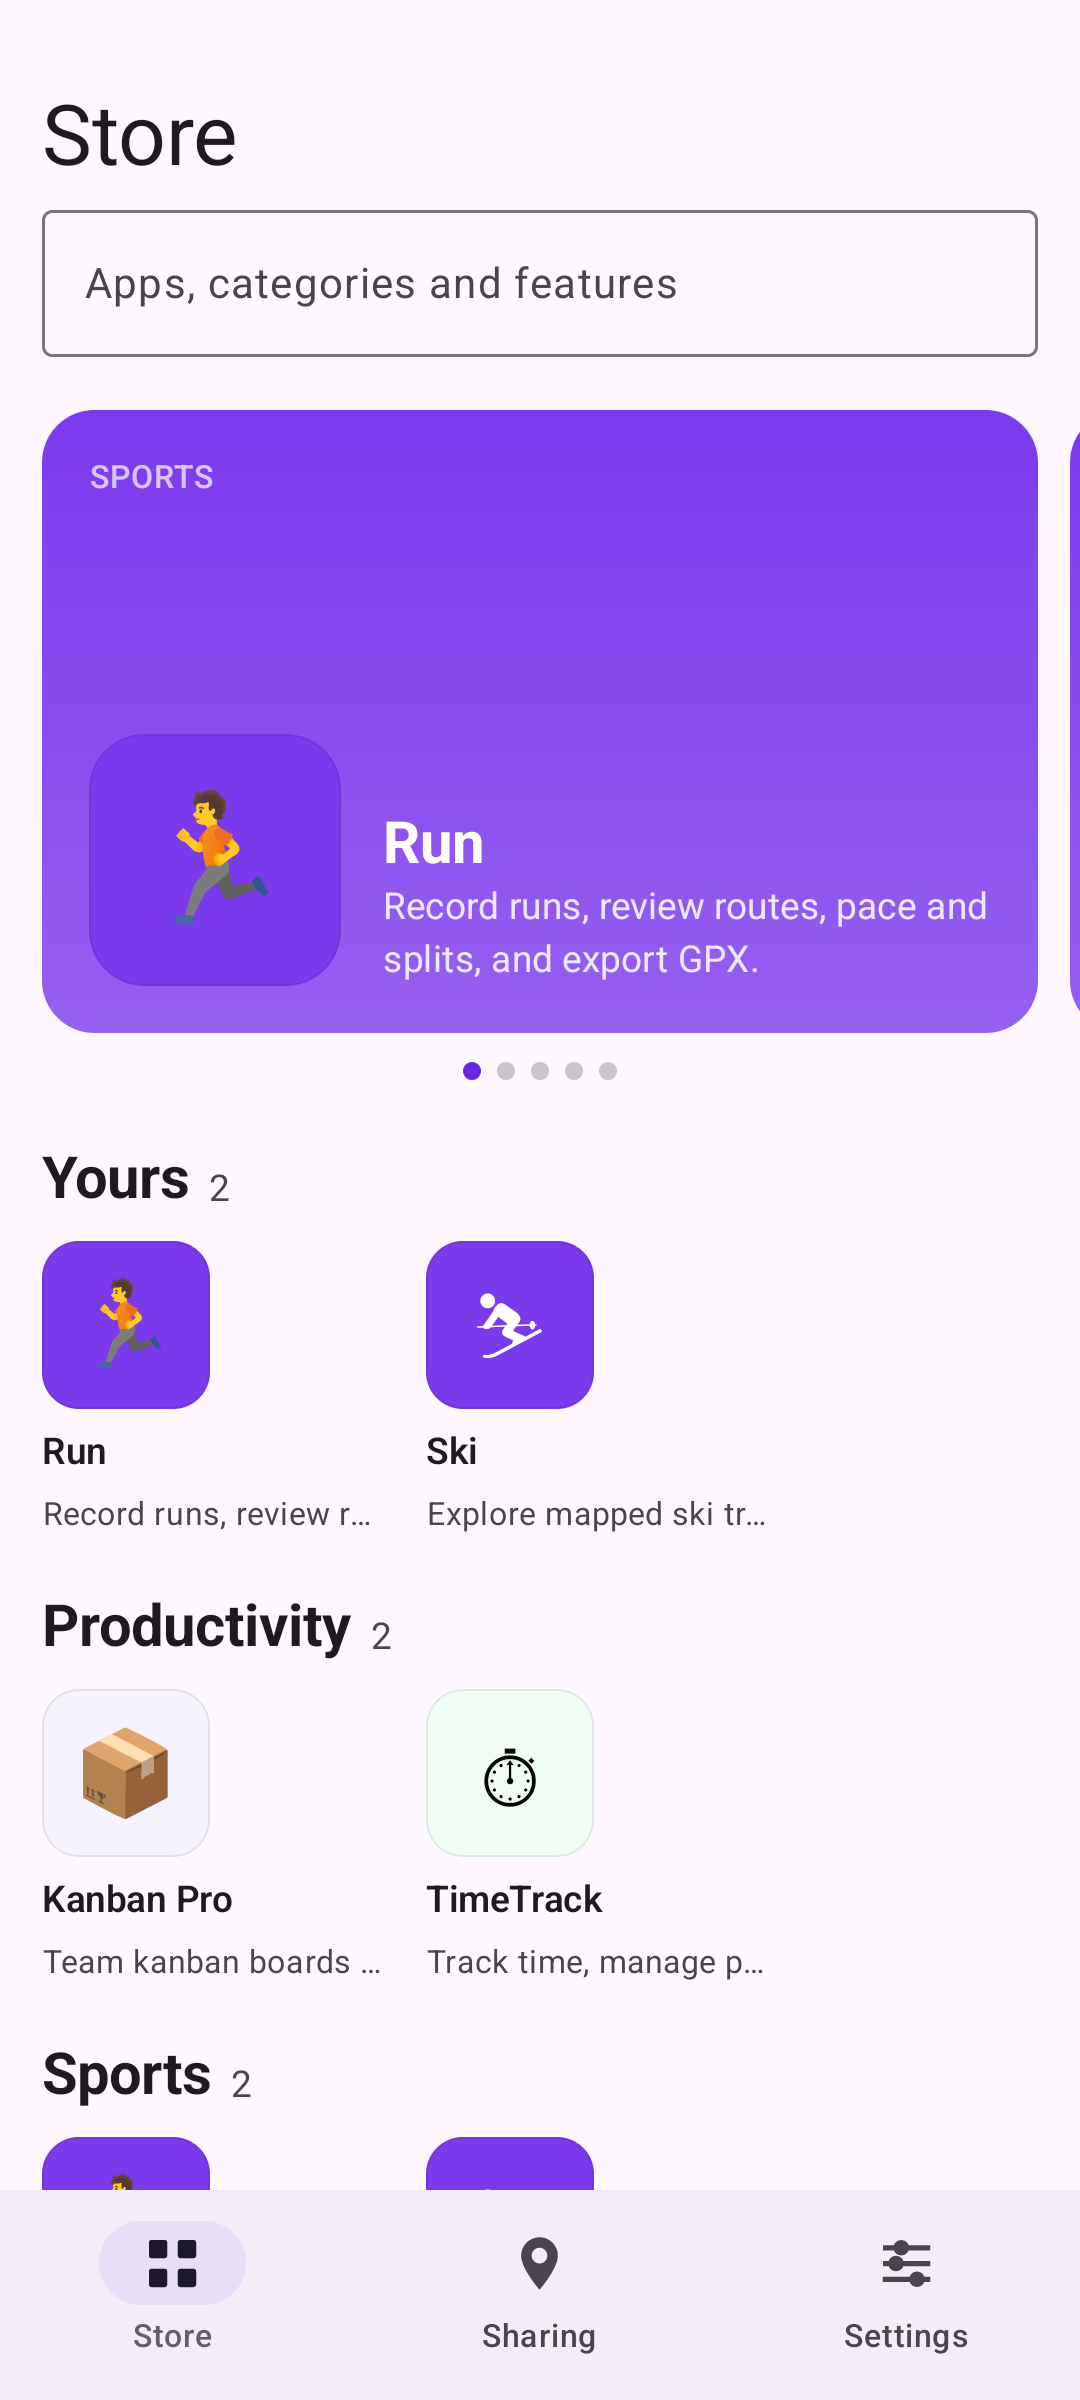 Store
Apps, categories and features
SPORTS
Run
Record runs, review routes, pace and
splits, and export GPX.
Yours 2
Run
Ski
Record runs, review r...
Explore mapped ski tr...
Productivity 2
Kanban Pro
TimeTrack
Team kanban boards ...
Track time, manage p...
Sports 2
Store
Sharing
Settings